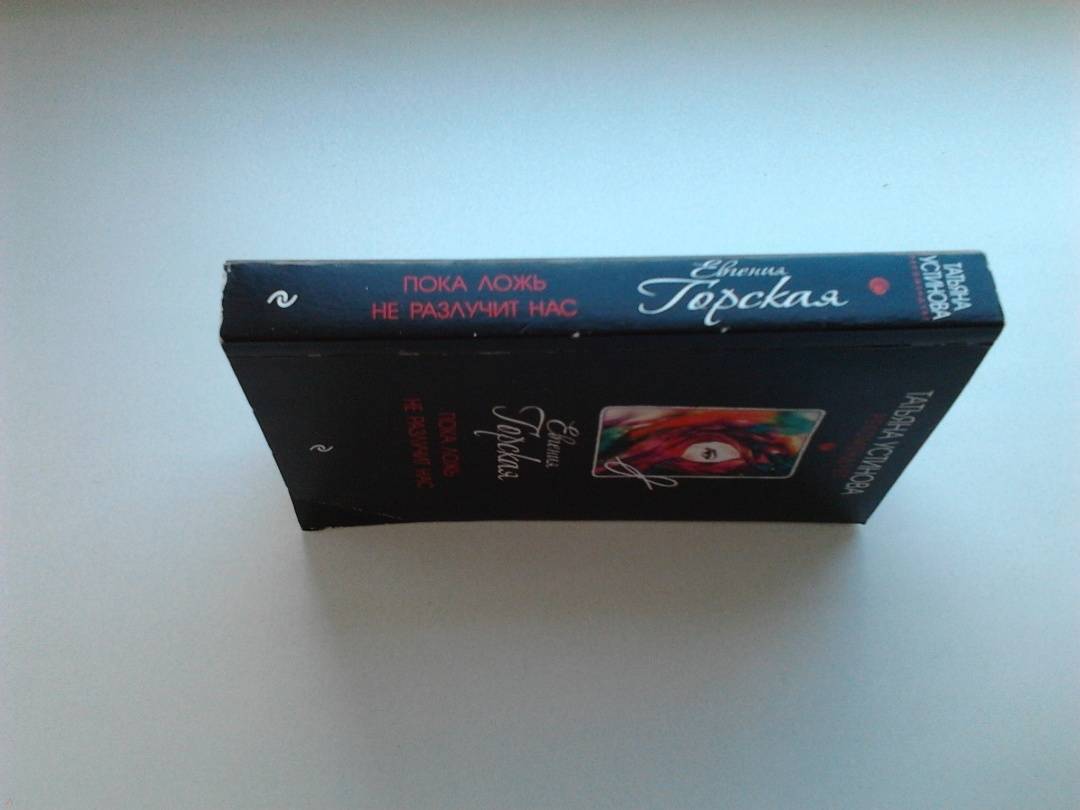 ПОКА ЛОЖЬ
НЕ РАЗЛУЧИТ НАС
Евгения
Горская
ТАТЬЯНА
УСТИНОВА
ТАТЬЯНА УСТИНОВА
Евгения
Горская
ПОКА ЛОЖЬ
НЕ РАЗЛУЧИТ НАС